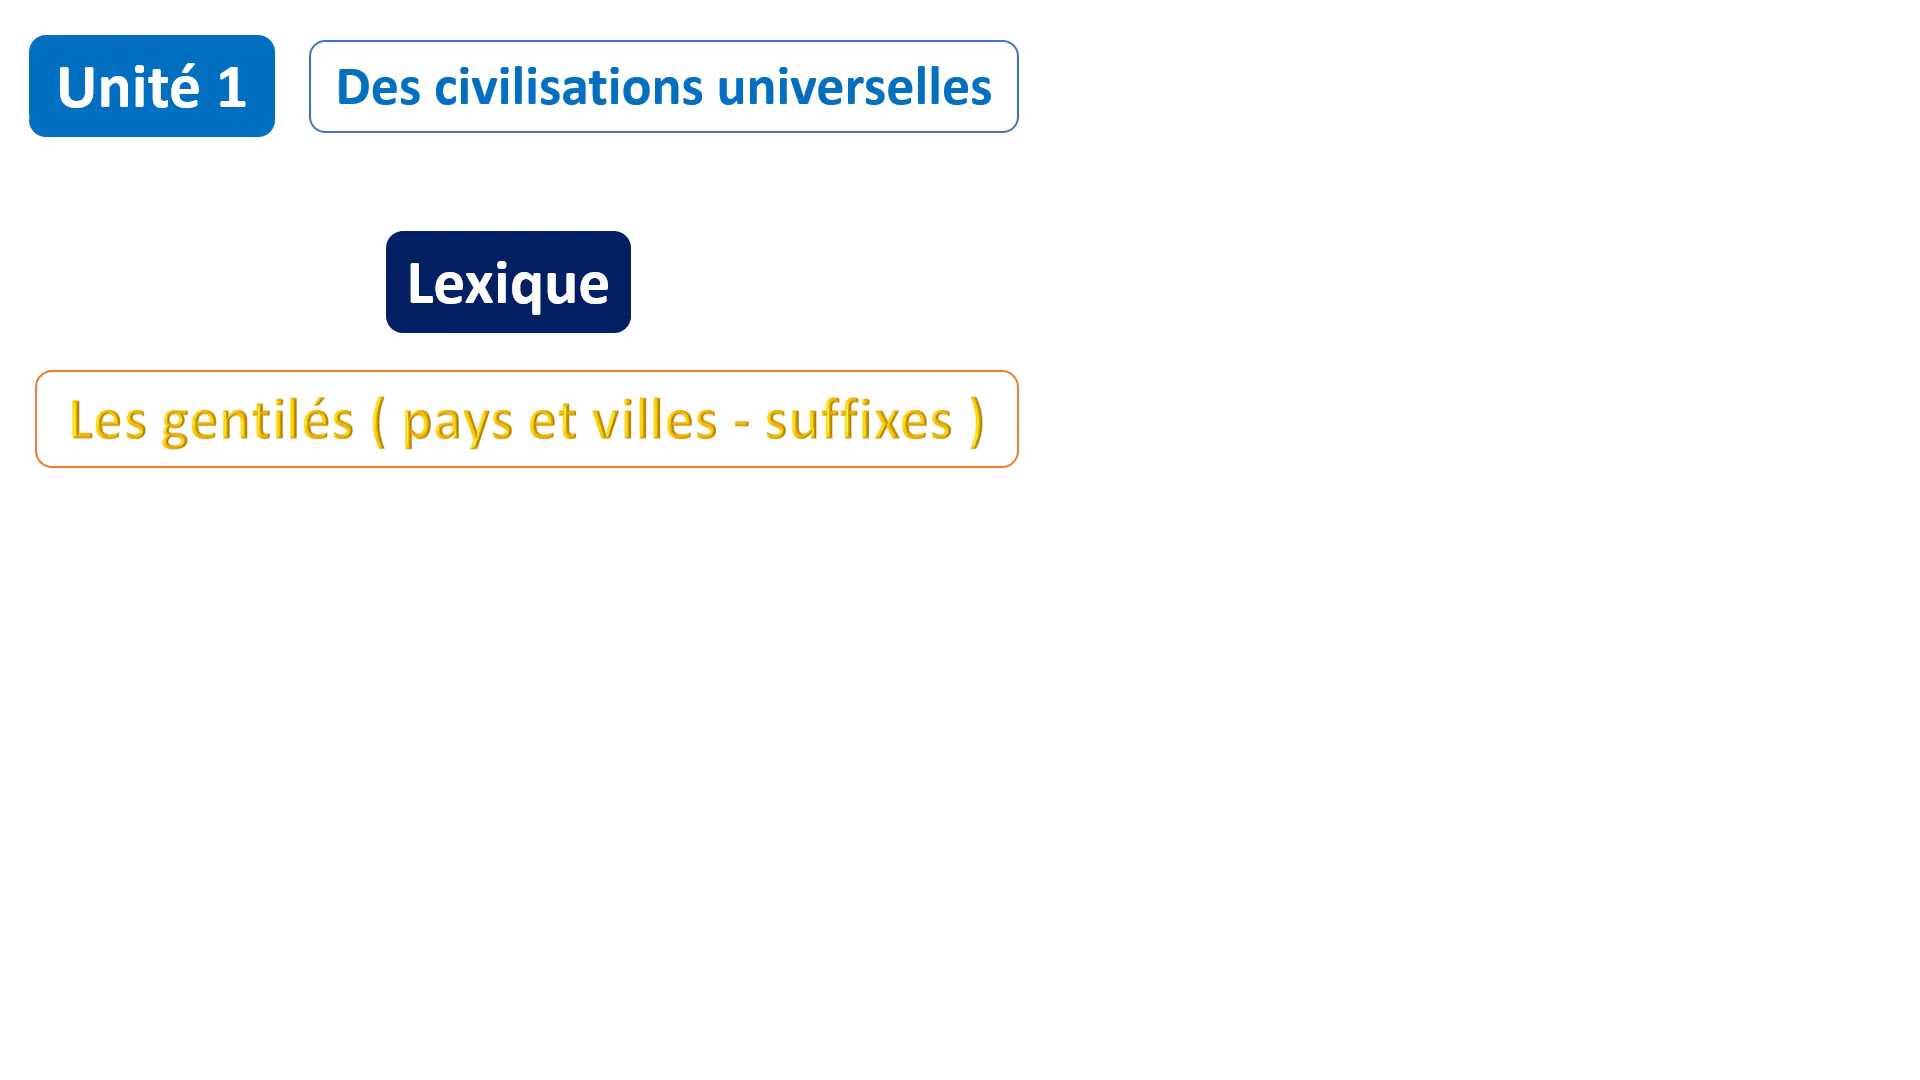 Unité 1
Des civilisations universelles
Lexique
Les gentilés ( pays et villes - suffixes )